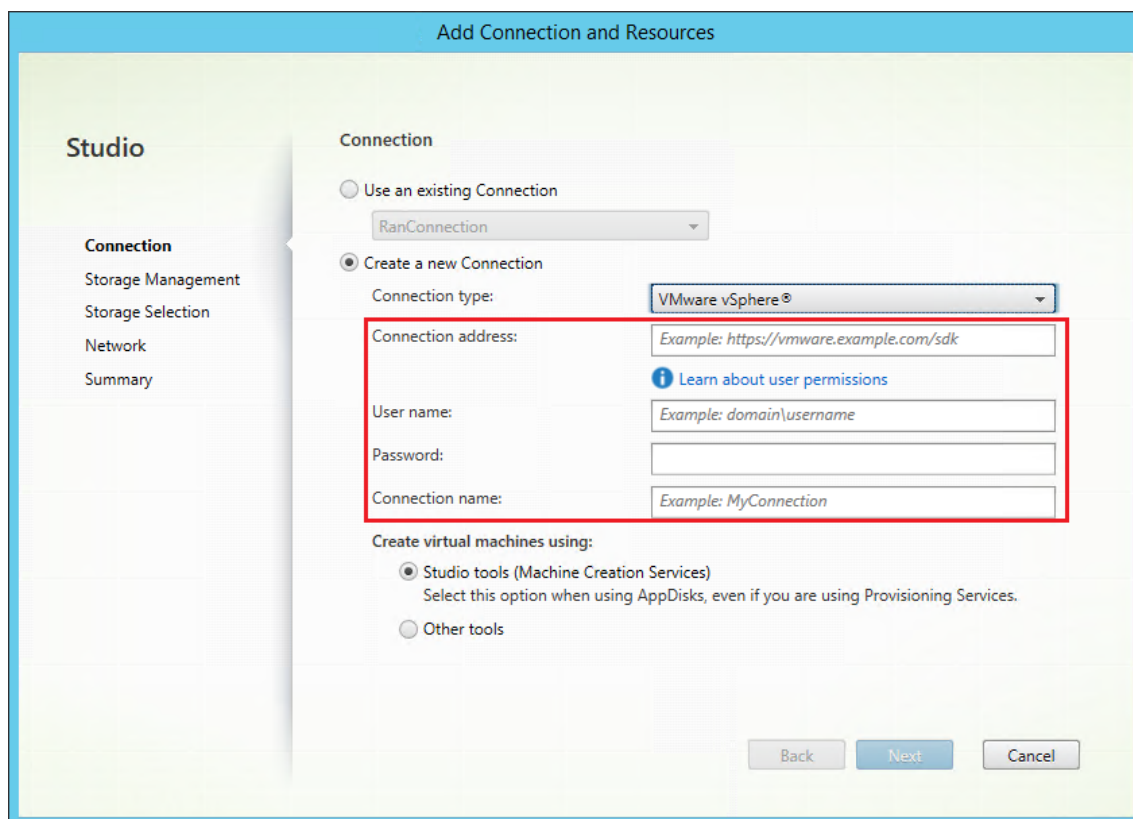 Add Connection and Resources
Studio
Connection
Storage Management
Storage Selection
Network
Summary
Connection
Use an existing Connection
RanConnection
Create a new Connection
Connection type:
VMware vSphere®
Connection address:
Example: https://vmware.example.com/sdk
Learn about user permissions
User name:
Example: domain\username
Password:
Connection name:
Example: MyConnection
Create virtual machines using:
Studio tools (Machine Creation Services)
Select this option when using AppDisks, even if you are using Provisioning Services.
Other tools
Back
Next
Cancel